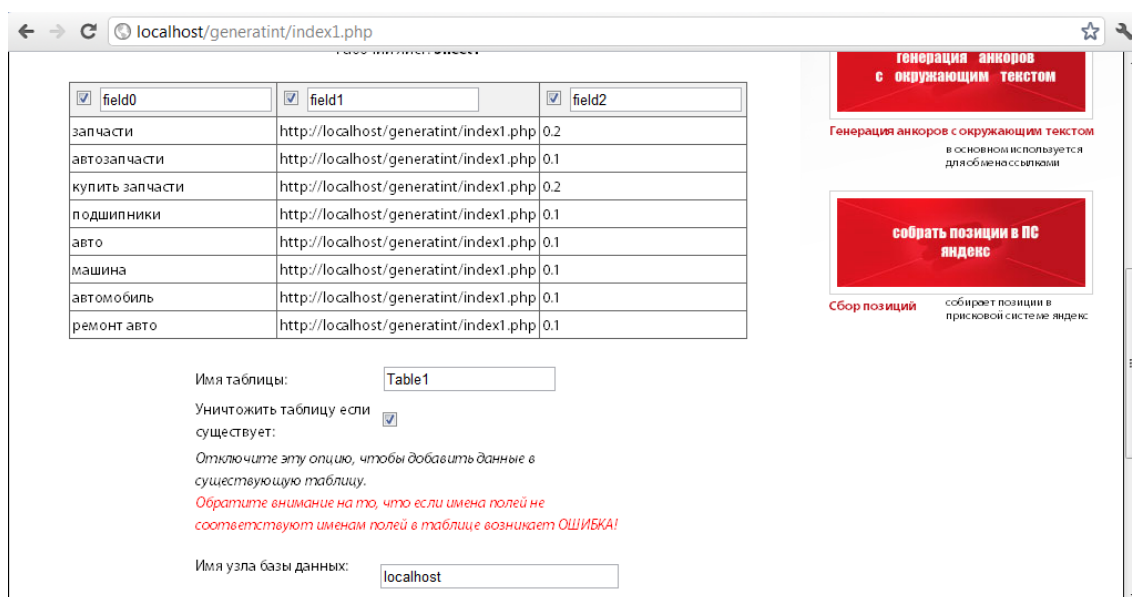 localhost/generatint/index1.php
field0 field1 field2
запчасти http://localhost/generatint/index1.php 0.2
автозапчасти http://localhost/generatint/index1.php 0.1
купить запчасти http://localhost/generatint/index1.php 0.2
подшипники http://localhost/generatint/index1.php 0.1
авто http://localhost/generatint/index1.php 0.1
машина http://localhost/generatint/index1.php 0.1
автомобиль http://localhost/generatint/index1.php 0.1
ремонт авто http://localhost/generatint/index1.php 0.1
Имя таблицы: Table1
Уничтожить таблицу если
существует:
Отключите эту опцию, чтобы добавить данные в
существующую таблицу.
Обратите внимание на то, что если имена полей не
соответствуют именам полей в таблице возникает ОШИБКА!
Имя узла базы данных: localhost
генерация анкоров
с окружающим текстом
Генерация анкоров с окружающим текстом
в основном используется
для обмена ссылками
собрать позиции в ПС
яндекс
Сбор позиций
собирает позиции в
присковой системе яндекс